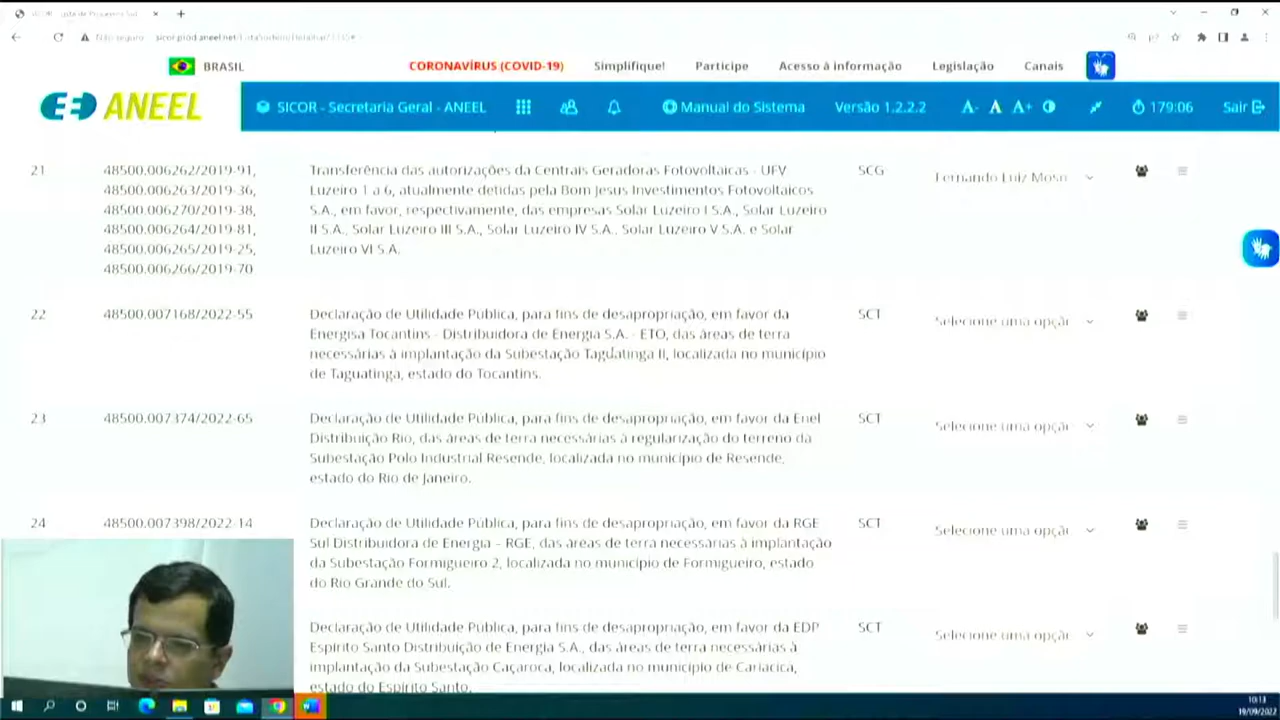 BRASIL
CORONAVÍRUS (COVID-19)
Simplifique!
Participe
Acesso à informação
Legislação
Canais
ANEEL
SICOR - Secretaria Geral - ANEEL
Manual do Sistema
Versão 1.2.2.2
A-
A
A+
179:06
Sair
21
48500.006262/2019-91,
48500.006263/2019-36,
48500.006270/2019-38,
48500.006264/2019-81,
48500.006265/2019-25,
48500.006266/2019-70
Transferência das autorizações da Centrais Geradoras Fotovoltaicas - UFV
Luzeiro 1 a 6, atualmente detidas pela Bom Jesus Investimentos Fotovoltaicos
S.A., em favor, respectivamente, das empresas Solar Luzeiro I S.A., Solar Luzeiro
II S.A., Solar Luzeiro III S.A., Solar Luzeiro IV S.A., Solar Luzeiro V S.A. e Solar
Luzeiro VI S.A.
SCG
Fernando Luiz Mosn
22
48500.007168/2022-55
Declaração de Utilidade Pública, para fins de desapropriação, em favor da
Energisa Tocantins - Distribuidora de Energia S.A. - ETO, das áreas de terra
necessárias à implantação da Subestação Taguatinga II, localizada no município
de Taguatinga, estado do Tocantins.
SCT
Selecione uma opçã
23
48500.007374/2022-65
Declaração de Utilidade Pública, para fins de desapropriação, em favor da Enel
Distribuição Rio, das áreas de terra necessárias à regularização do terreno da
Subestação Polo Industrial Resende, localizada no município de Resende,
estado do Rio de Janeiro.
SCT
Selecione uma opçã
24
48500.007398/2022-14
Declaração de Utilidade Pública, para fins de desapropriação, em favor da RGE
Sul Distribuidora de Energia – RGE, das áreas de terra necessárias à implantação
da Subestação Formigueiro 2, localizada no município de Formigueiro, estado
do Rio Grande do Sul.
SCT
Selecione uma opçã
Declaração de Utilidade Pública, para fins de desapropriação, em favor da EDP
Espírito Santo Distribuição de Energia S.A., das áreas de terra necessárias à
implantação da Subestação Caçaroca, localizada no município de Cariacica,
estado do Espírito Santo.
SCT
Selecione uma opçã
10:13
19/09/2022